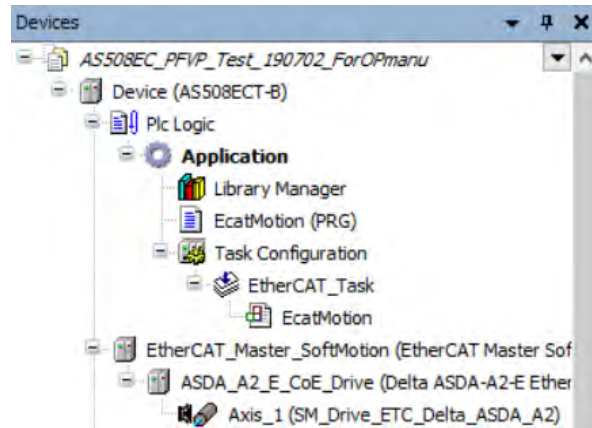 Devices
AS508EC_PFVP_Test_190702_ForOPmanu
Device (AS508ECT-B)
Plc Logic
Application
Library Manager
EcatMotion (PRG)
Task Configuration
EtherCAT_Task
EcatMotion
EtherCAT_Master_SoftMotion (EtherCAT Master Sof
ASDA_A2_E_CoE_Drive (Delta ASDA-A2-E Ether
Axis_1 (SM_Drive_ETC_Delta_ASDA_A2)